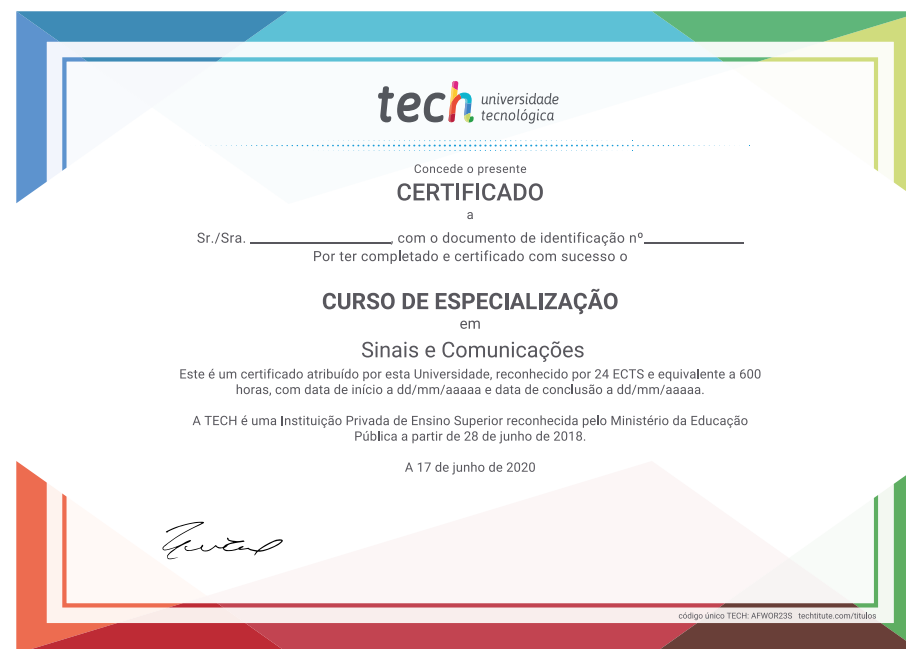 tech universidade
tecnológica
Concede o presente
CERTIFICADO
a
Sr./Sra. ____________________, com o documento de identificação nº______________
Por ter completado e certificado com sucesso o
CURSO DE ESPECIALIZAÇÃO
em
Sinais e Comunicações
Este é um certificado atribuído por esta Universidade, reconhecido por 24 ECTS e equivalente a 600
horas, com data de início a dd/mm/aaaaa e data de conclusão a dd/mm/aaaaa.
A TECH é uma Instituição Privada de Ensino Superior reconhecida pelo Ministério da Educação
Pública a partir de 28 de junho de 2018.
A 17 de junho de 2020
código único TECH: AFWOR23S techtitute.com/titulos